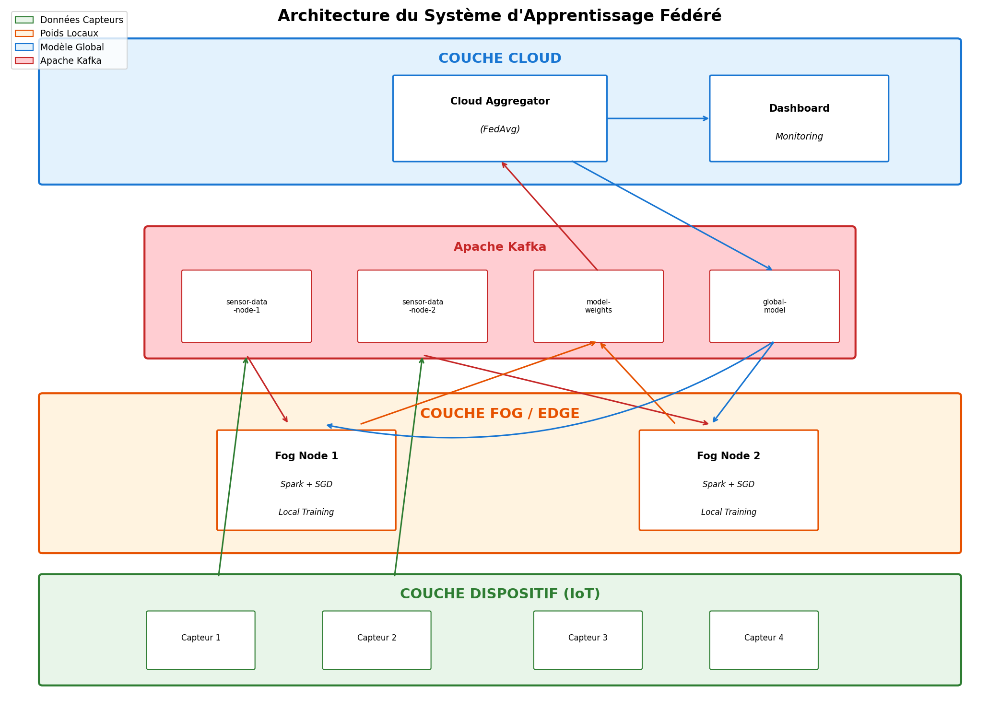 Architecture du Système d'Apprentissage Fédéré
Données Capteurs
Poids Locaux
Modèle Global
Apache Kafka
COUCHE CLOUD
Cloud Aggregator
(FedAvg)
Dashboard
Monitoring
Apache Kafka
sensor-data
-node-1
sensor-data
-node-2
model-
weights
global-
model
COUCHE FOG / EDGE
Fog Node 1
Spark + SGD
Local Training
Fog Node 2
Spark + SGD
Local Training
COUCHE DISPOSITIF (IoT)
Capteur 1
Capteur 2
Capteur 3
Capteur 4